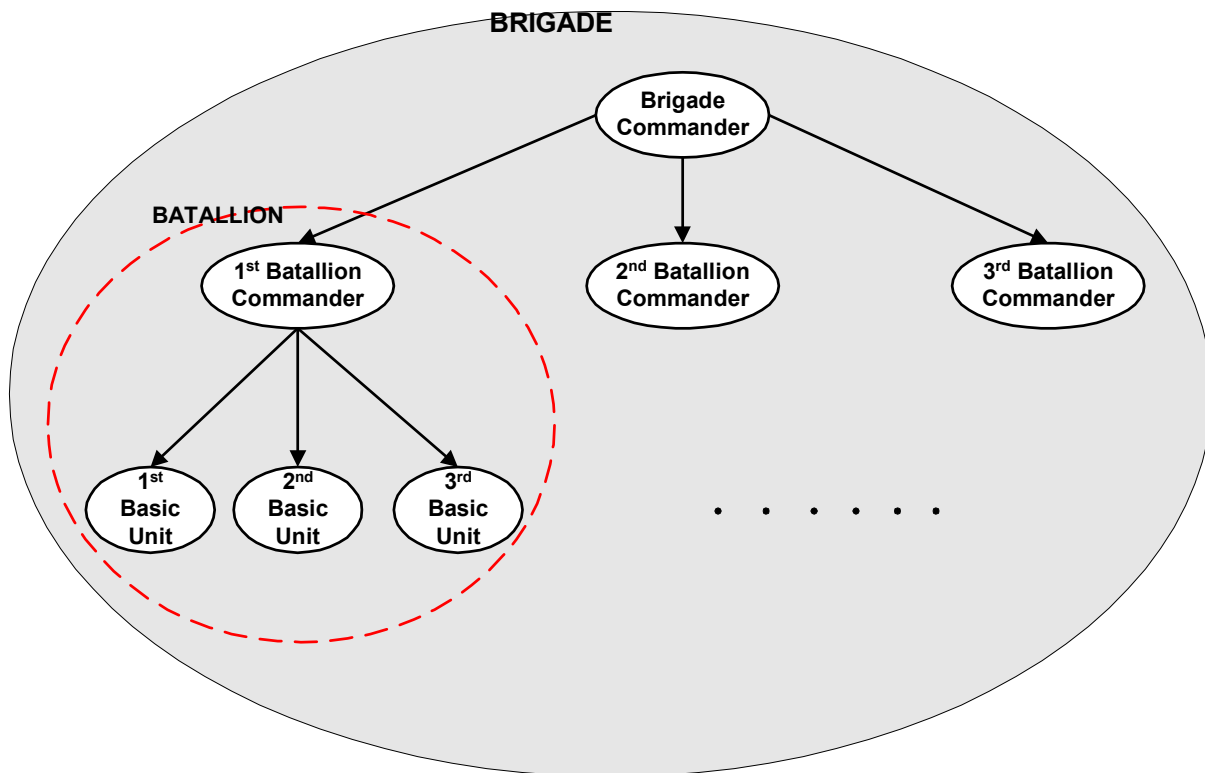 BRIGADE
Brigade
Commander
BATALLION
1st Batallion
Commander
2nd Batallion
Commander
3rd Batallion
Commander
1st
Basic
Unit
2nd
Basic
Unit
3rd
Basic
Unit
. . . . . .